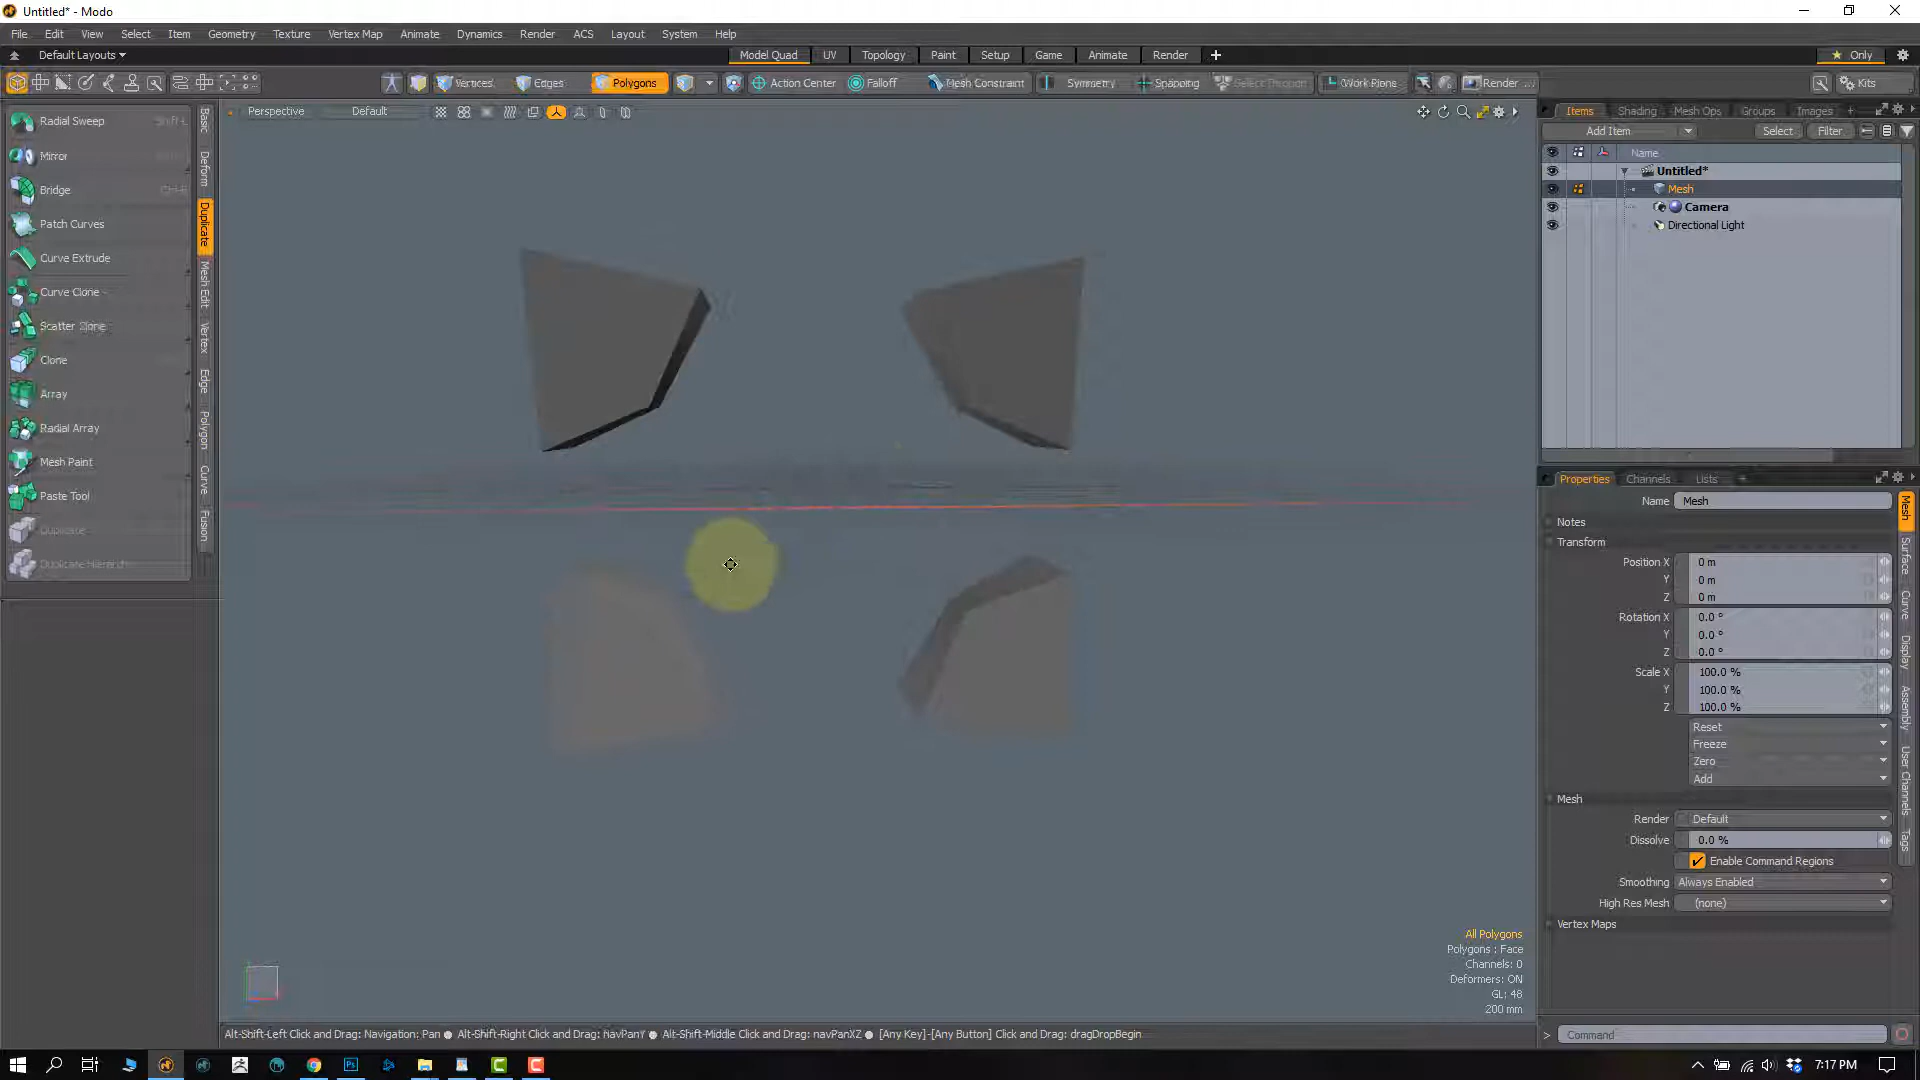 Untitled* - Modo
File Edit View Select Item Geometry Texture Vertex Map Animate Dynamics Render ACS Layout System Help
Default Layouts
Model Quad UV Topology Paint Setup Game Animate Render
Only
Vertices Edges Polygons Action Center Falloff Mesh Constraint Symmetry Snapping Work Plane Render ... Kits
Radial Sweep Shift-L
Mirror
Bridge
Patch Curves
Curve Extrude
Curve Clone
Scatter Clone
Clone
Array
Radial Array
Mesh Paint
Paste Tool
Duplicate
Duplicate Hierarch
Basic
Deform
Duplicate
Mesh Edit
Vertex
Edge
Polygon
Curve
Fusion
Perspective Default
Items Shading Mesh Ops Groups Images
Add Item Select Filter
Name
Untitled*
Mesh
Camera
Directional Light
Properties Channels Lists
Name Mesh
Notes
Transform
Position X 0 m
Y 0 m
Z 0 m
Rotation X 0.0 °
Y 0.0 °
Z 0.0 °
Scale X 100.0 %
Y 100.0 %
Z 100.0 %
Reset
Freeze
Zero
Add
Mesh
Render Default
Dissolve 0.0 %
Enable Command Regions
Smoothing Always Enabled
High Res Mesh (none)
Vertex Maps
Mesh
Surface
Curve
Display
Assembly
User Channels
Tags
All Polygons
Polygons : Face
Channels: 0
Deformers: ON
GL: 48
200 mm
Alt-Shift-Left Click and Drag: Navigation: Pan ● Alt-Shift-Right Click and Drag: navPanY ● Alt-Shift-Middle Click and Drag: navPanXZ ● [Any Key]-[Any Button] Click and Drag: dragDropBegin
> Command
7:17 PM